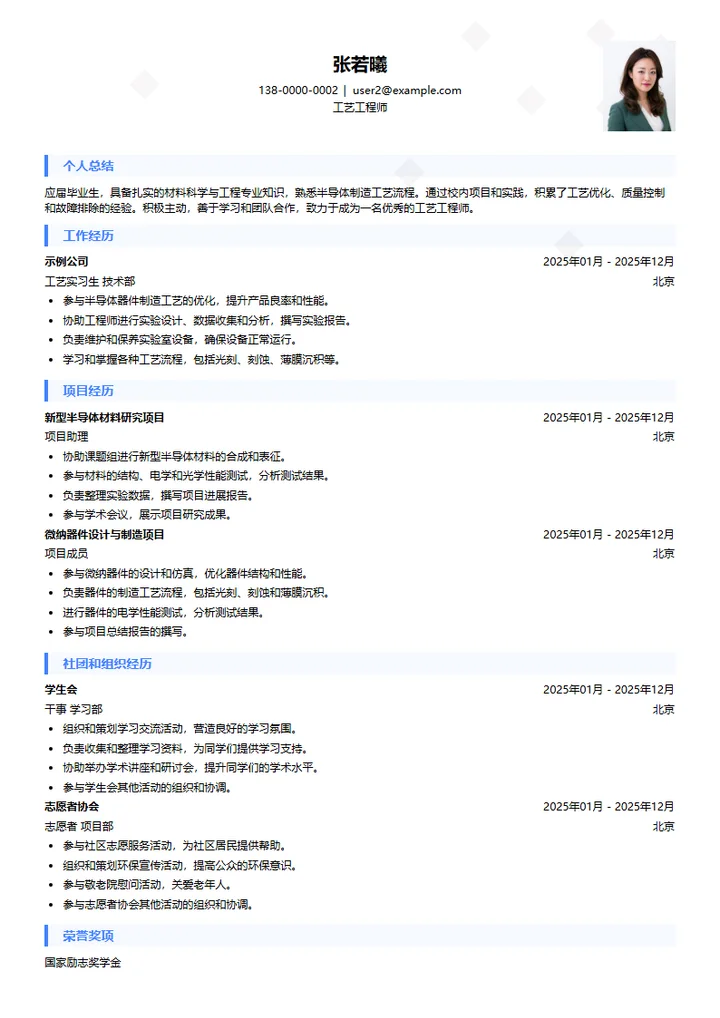 张若曦
138-0000-0002 | user2@example.com
工艺工程师
个人总结
应届毕业生，具备扎实的材料科学与工程专业知识，熟悉半导体制造工艺流程。通过校内项目和实践，积累了工艺优化、质量控制
和故障排除的经验。积极主动，善于学习和团队合作，致力于成为一名优秀的工艺工程师。
工作经历
示例公司 2025年01月 - 2025年12月
工艺实习生 技术部 北京
• 参与半导体器件制造工艺的优化，提升产品良率和性能。
• 协助工程师进行实验设计、数据收集和分析，撰写实验报告。
• 负责维护和保养实验室设备，确保设备正常运行。
• 学习和掌握各种工艺流程，包括光刻、刻蚀、薄膜沉积等。
项目经历
新型半导体材料研究项目 2025年01月 - 2025年12月
项目助理 北京
• 协助课题组进行新型半导体材料的合成和表征。
• 参与材料的结构、电学和光学性能测试，分析测试结果。
• 负责整理实验数据，撰写项目进展报告。
• 参与学术会议，展示项目研究成果。
微纳器件设计与制造项目 2025年01月 - 2025年12月
项目成员 北京
• 参与微纳器件的设计和仿真，优化器件结构和性能。
• 负责器件的制造工艺流程，包括光刻、刻蚀和薄膜沉积。
• 进行器件的电学性能测试，分析测试结果。
• 参与项目总结报告的撰写。
社团和组织经历
学生会 2025年01月 - 2025年12月
干事 学习部 北京
• 组织和策划学习交流活动，营造良好的学习氛围。
• 负责收集和整理学习资料，为同学们提供学习支持。
• 协助举办学术讲座和研讨会，提升同学们的学术水平。
• 参与学生会其他活动的组织和协调。
志愿者协会 2025年01月 - 2025年12月
志愿者 项目部 北京
• 参与社区志愿服务活动，为社区居民提供帮助。
• 组织和策划环保宣传活动，提高公众的环保意识。
• 参与敬老院慰问活动，关爱老年人。
• 参与志愿者协会其他活动的组织和协调。
荣誉奖项
国家励志奖学金